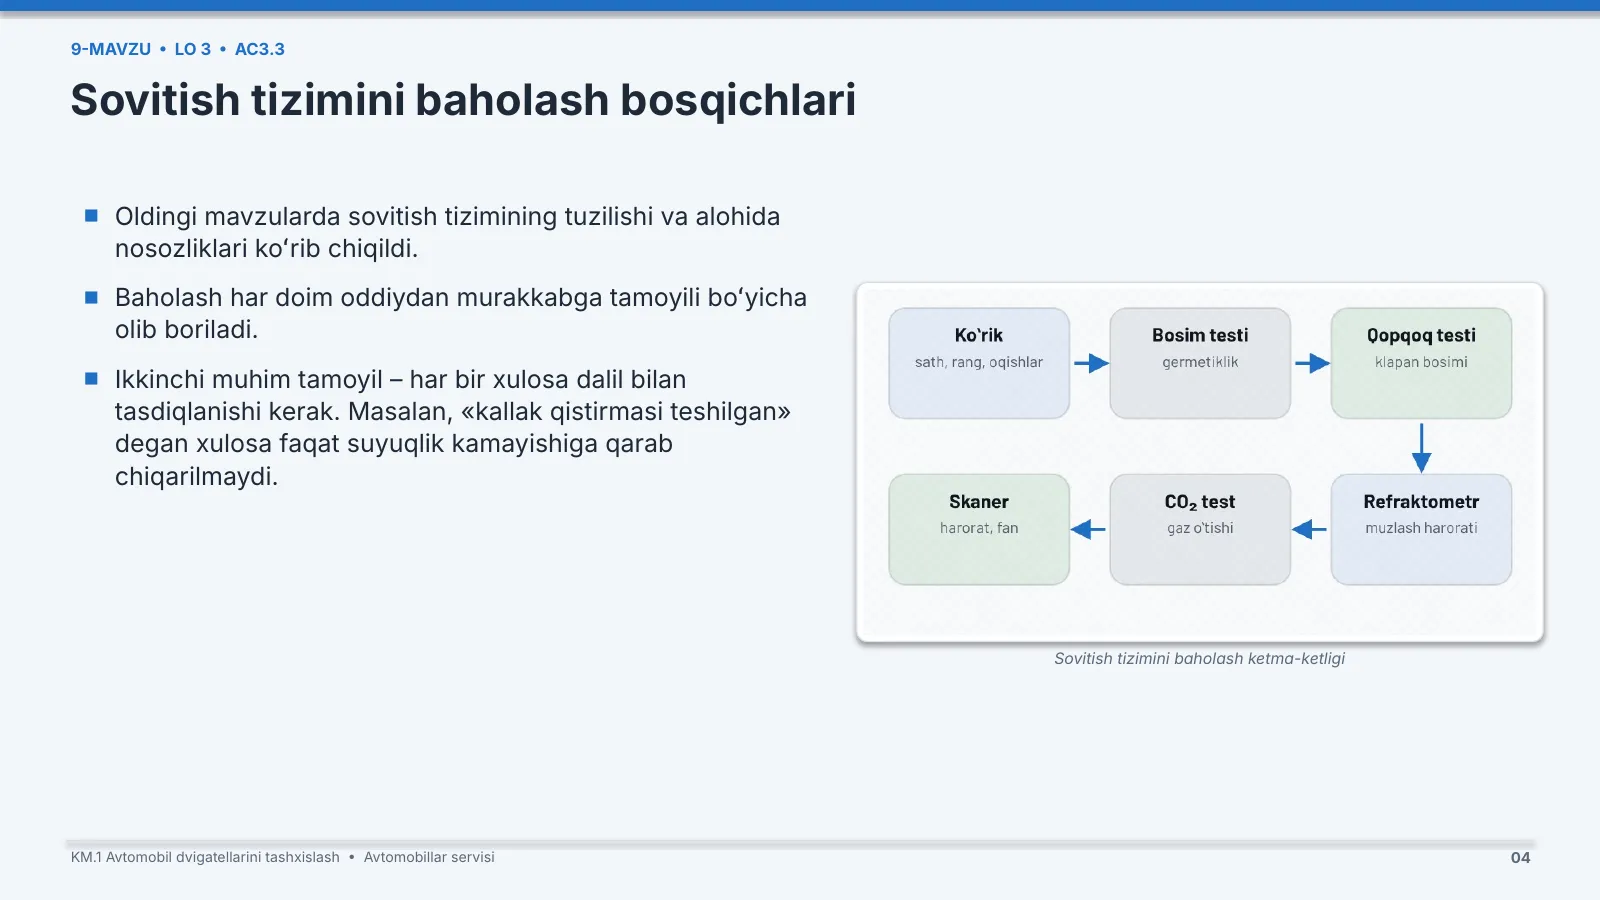 9-MAVZU • LO 3 • AC3.3
Sovitish tizimini baholash bosqichlari
Oldingi mavzularda sovitish tizimining tuzilishi va alohida
nosozliklari koʻrib chiqildi.
Baholash har doim oddiydan murakkabga tamoyili boʻyicha
olib boriladi.
Ikkinchi muhim tamoyil – har bir xulosa dalil bilan
tasdiqlanishi kerak. Masalan, «kallak qistirmasi teshilgan»
degan xulosa faqat suyuqlik kamayishiga qarab
chiqarilmaydi.
Ko‘rik
sath, rang, oqishlar
Bosim testi
germetiklik
Qopqoq testi
klapan bosimi
Skaner
harorat, fan
CO₂ test
gaz o‘tishi
Refraktometr
muzlash harorati
Sovitish tizimini baholash ketma-ketligi
KM.1 Avtomobil dvigatellarini tashxislash • Avtomobillar servisi
04